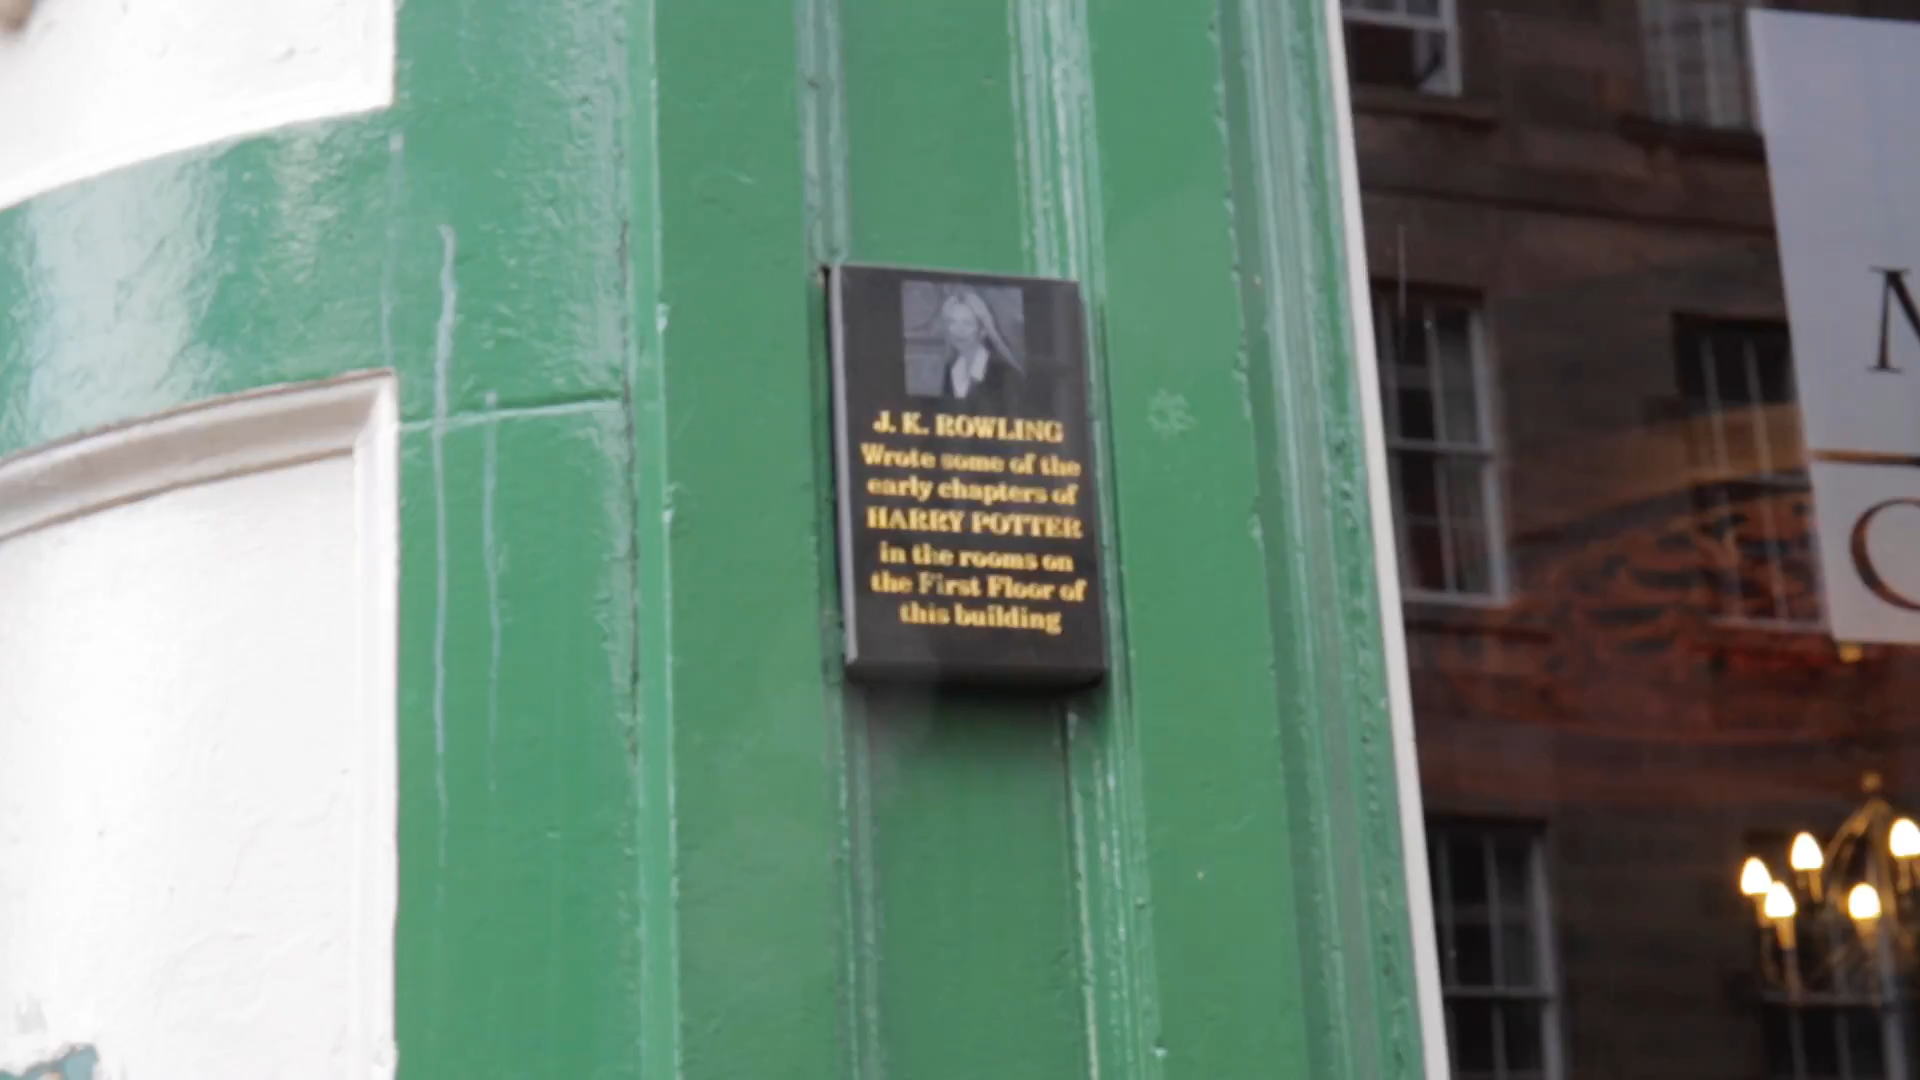 J. K. ROWLING
Wrote some of the
early chapters of
HARRY POTTER
in the rooms on
the First Floor of
this building
N
C